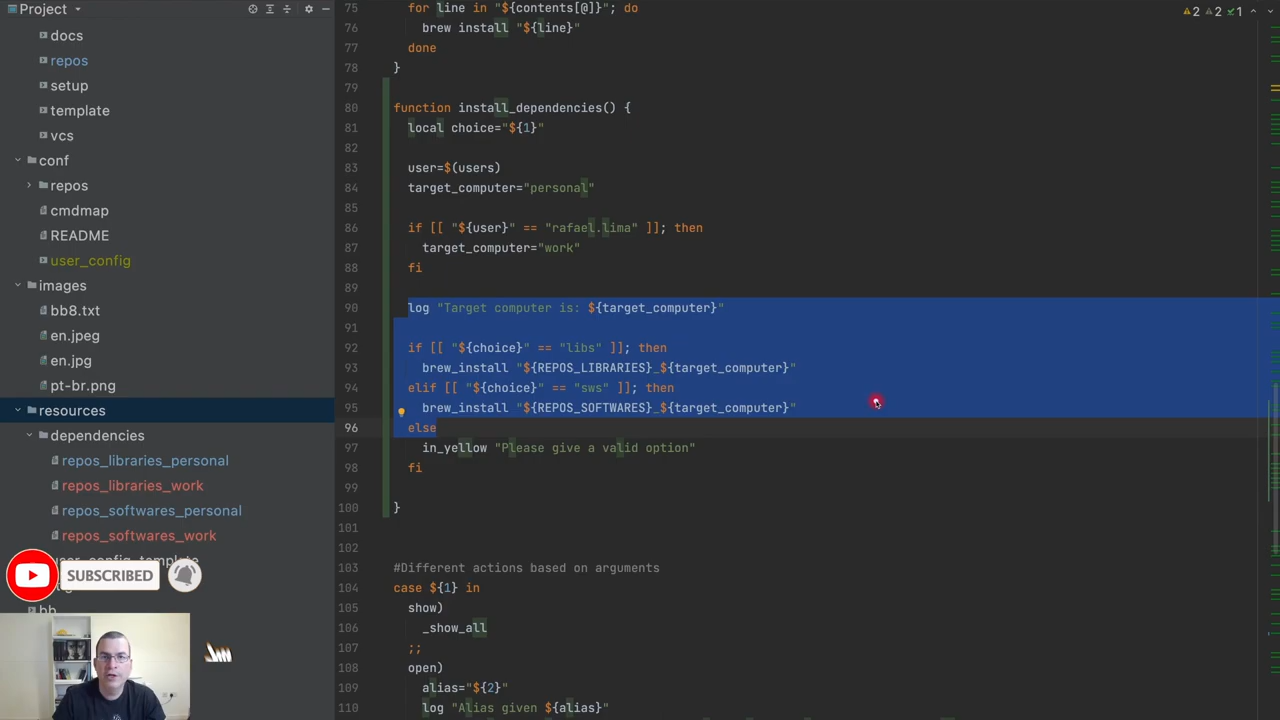 Project
docs
repos
setup
template
vcs
conf
repos
cmdmap
README
user_config
images
bb8.txt
en.jpeg
en.jpg
pt-br.png
resources
dependencies
repos_libraries_personal
repos_libraries_work
repos_softwares_personal
repos_softwares_work
user_config_template
bb
SUBSCRIBED
2 2 1
75 for line in "${contents[@]}"; do
76 brew install "${line}"
77 done
78 }
79
80 function install_dependencies() {
81 local choice="${1}"
82
83 user=$(users)
84 target_computer="personal"
85
86 if [[ "${user}" == "rafael.lima" ]]; then
87 target_computer="work"
88 fi
89
90 log "Target computer is: ${target_computer}"
91
92 if [[ "${choice}" == "libs" ]]; then
93 brew_install "${REPOS_LIBRARIES}_${target_computer}"
94 elif [[ "${choice}" == "sws" ]]; then
95 brew_install "${REPOS_SOFTWARES}_${target_computer}"
96 else
97 in_yellow "Please give a valid option"
98 fi
99
100 }
101
102
103 #Different actions based on arguments
104 case ${1} in
105 show)
106 _show_all
107 ;;
108 open)
109 alias="${2}"
110 log "Alias given ${alias}"